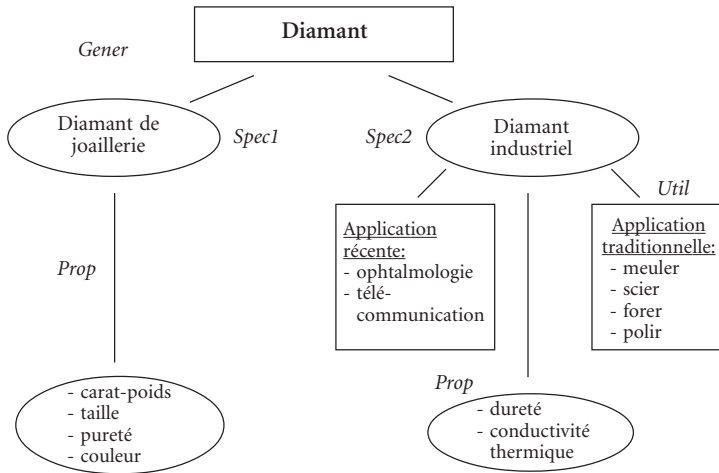 Diamant
Gener
Diamant de
joaillerie
Spec1
Spec2
Diamant
industriel
Util
Application
récente:
- ophtalmologie
- télé-
communication
Application
traditionnelle:
- meuler
- scier
- forer
- polir
Prop
Prop
- carat-poids
- taille
- pureté
- couleur
- dureté
- conductivité
thermique